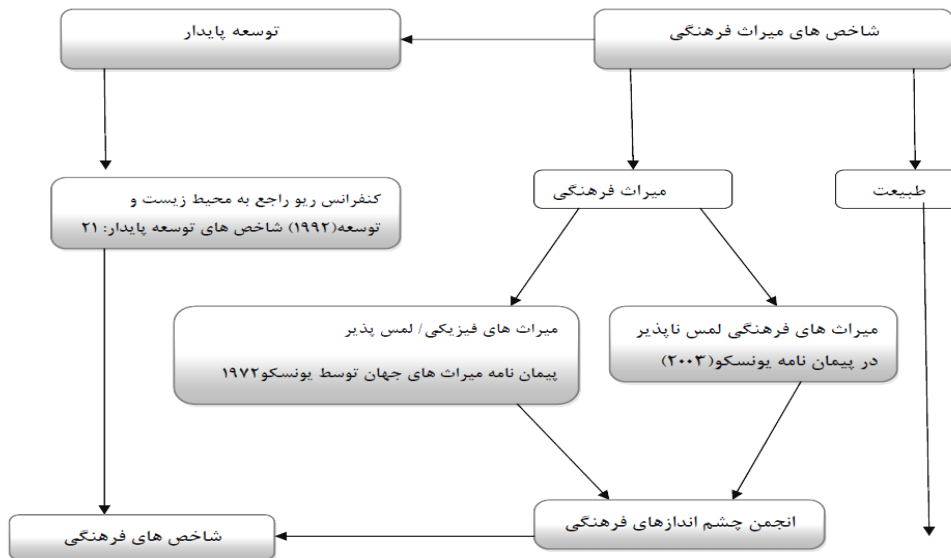 شاخص های میراث فرهنگی
توسعه پایدار
طبیعت
میراث فرهنگی
کنفرانس ریو راجع به محیط زیست و
توسعه(۱۹۹۲) شاخص های توسعه پایدار: ۲۱
میراث های فرهنگی لمس ناپذیر
در پیمان نامه یونسکو(۲۰۰۳)
میراث های فیزیکی/ لمس پذیر
پیمان نامه میراث های جهان توسط یونسکو۱۹۷۲
انجمن چشم اندازهای فرهنگی
شاخص های فرهنگی